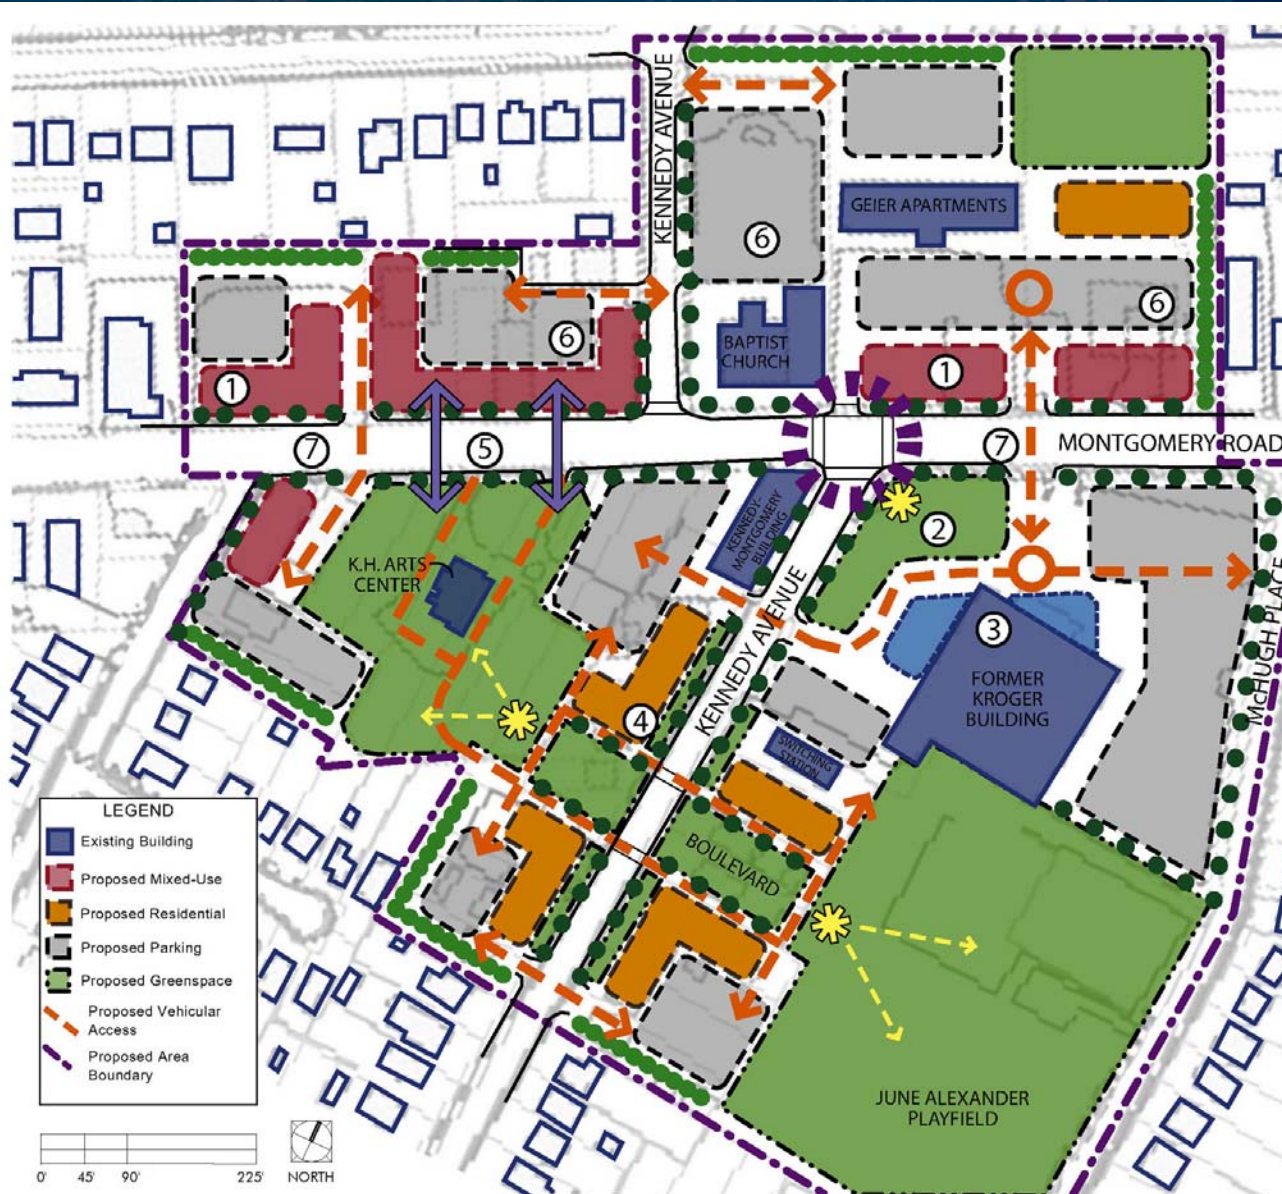 KENNEDY AVENUE
GEIER APARTMENTS
6
6
6
BAPTIST
CHURCH
1
1
7
5
7
MONTGOMERY ROAD
KENNEDY-
MONTGOMERY
BUILDING
2
K.H. ARTS
CENTER
KENNEDY AVENUE
3
FORMER
KROGER
BUILDING
McHUGH PLACE
4
SWITCHING
STATION
BOULEVARD
JUNE ALEXANDER
PLAYFIELD
LEGEND
Existing Building
Proposed Mixed-Use
Proposed Residential
Proposed Parking
Proposed Greenspace
Proposed Vehicular
Access
Proposed Area
Boundary
0' 45' 90' 225'
NORTH